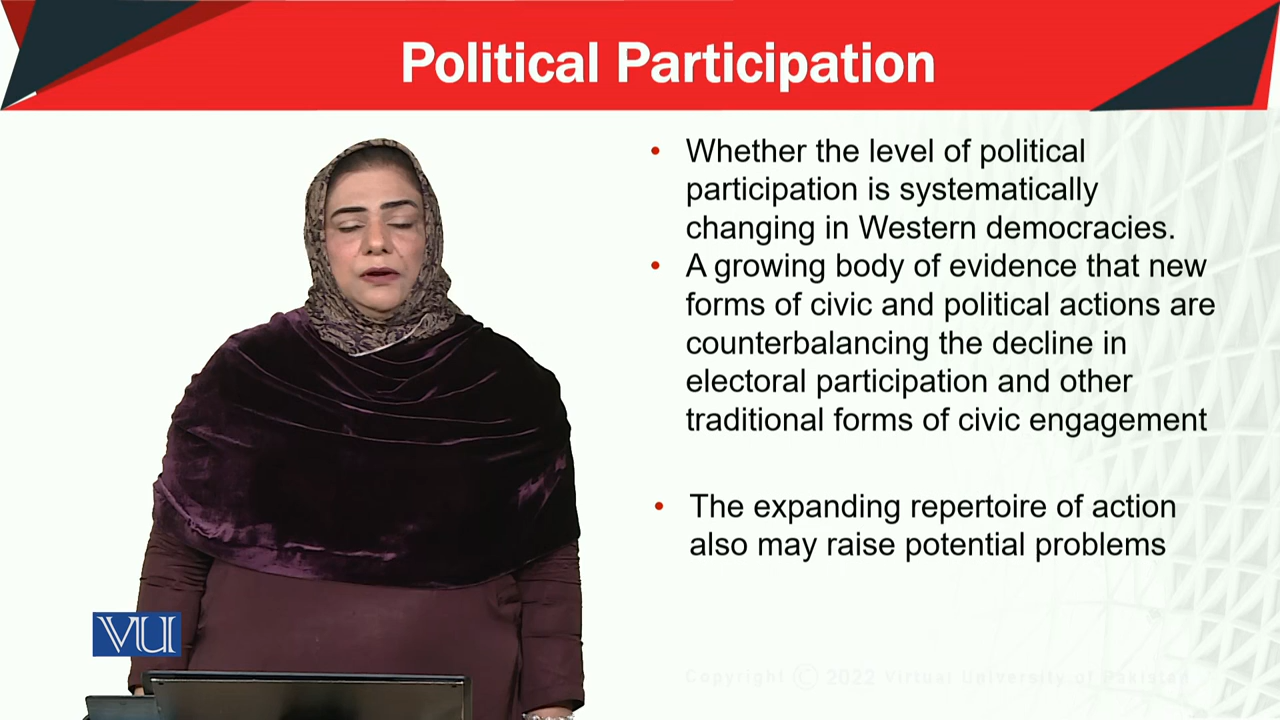 Political Participation
• Whether the level of political
participation is systematically
changing in Western democracies.
• A growing body of evidence that new
forms of civic and political actions are
counterbalancing the decline in
electoral participation and other
traditional forms of civic engagement
• The expanding repertoire of action
also may raise potential problems
VU
Copyright © 2022 Virtual University of Pakistan